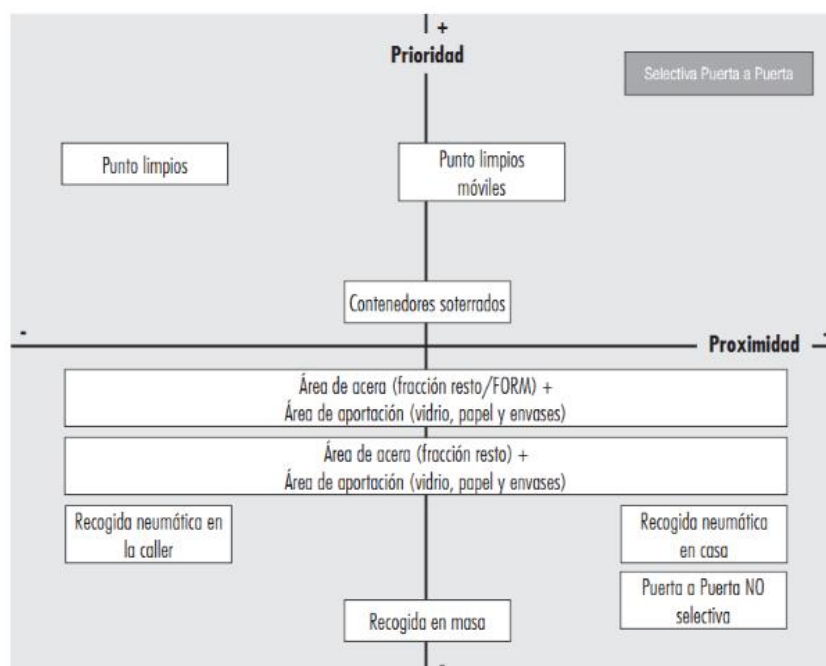 +
Prioridad
Selectiva Puerta a Puerta
Punto limpios
Punto limpios
móviles
Contenedores soterrados
-
Proximidad
Área de acera (fracción resto/FORM) +
Área de aportación (vidrio, papel y envases)
Área de acera (fracción resto) +
Área de aportación (vidrio, papel y envases)
Recogida neumática en
la caller
Recogida neumática
en casa
Puerta a Puerta NO
selectiva
Recogida en masa